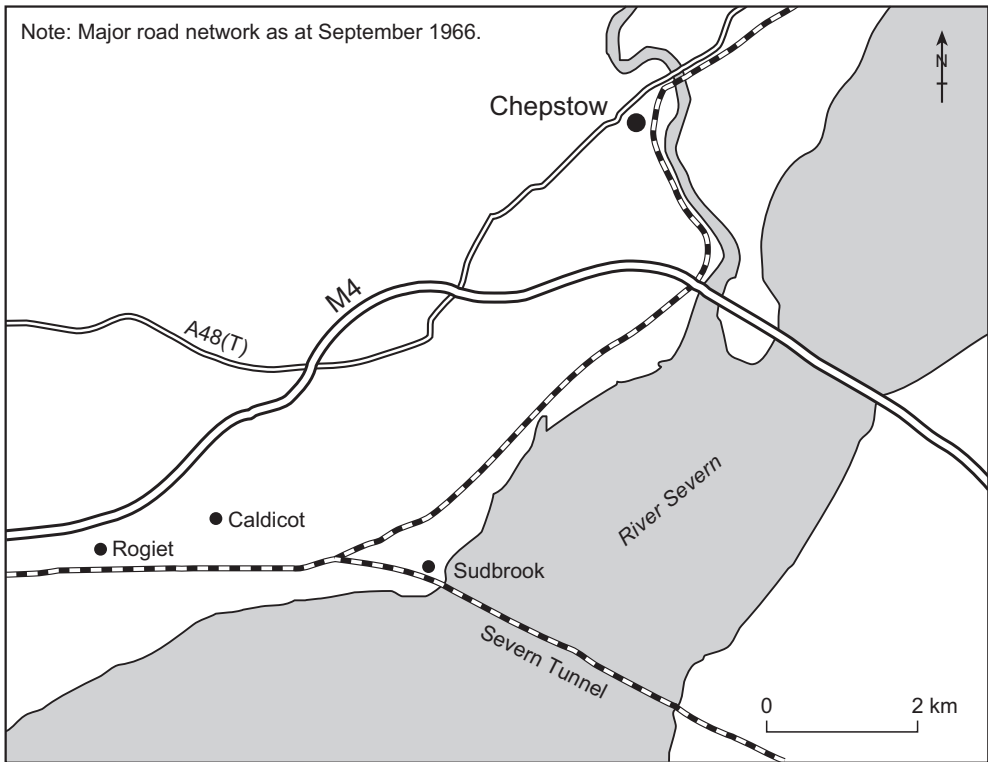 Note: Major road network as at September 1966.
N
Chepstow
M4
A48(T)
River Severn
Caldicot
Rogiet
Sudbrook
Severn Tunnel
0 2 km